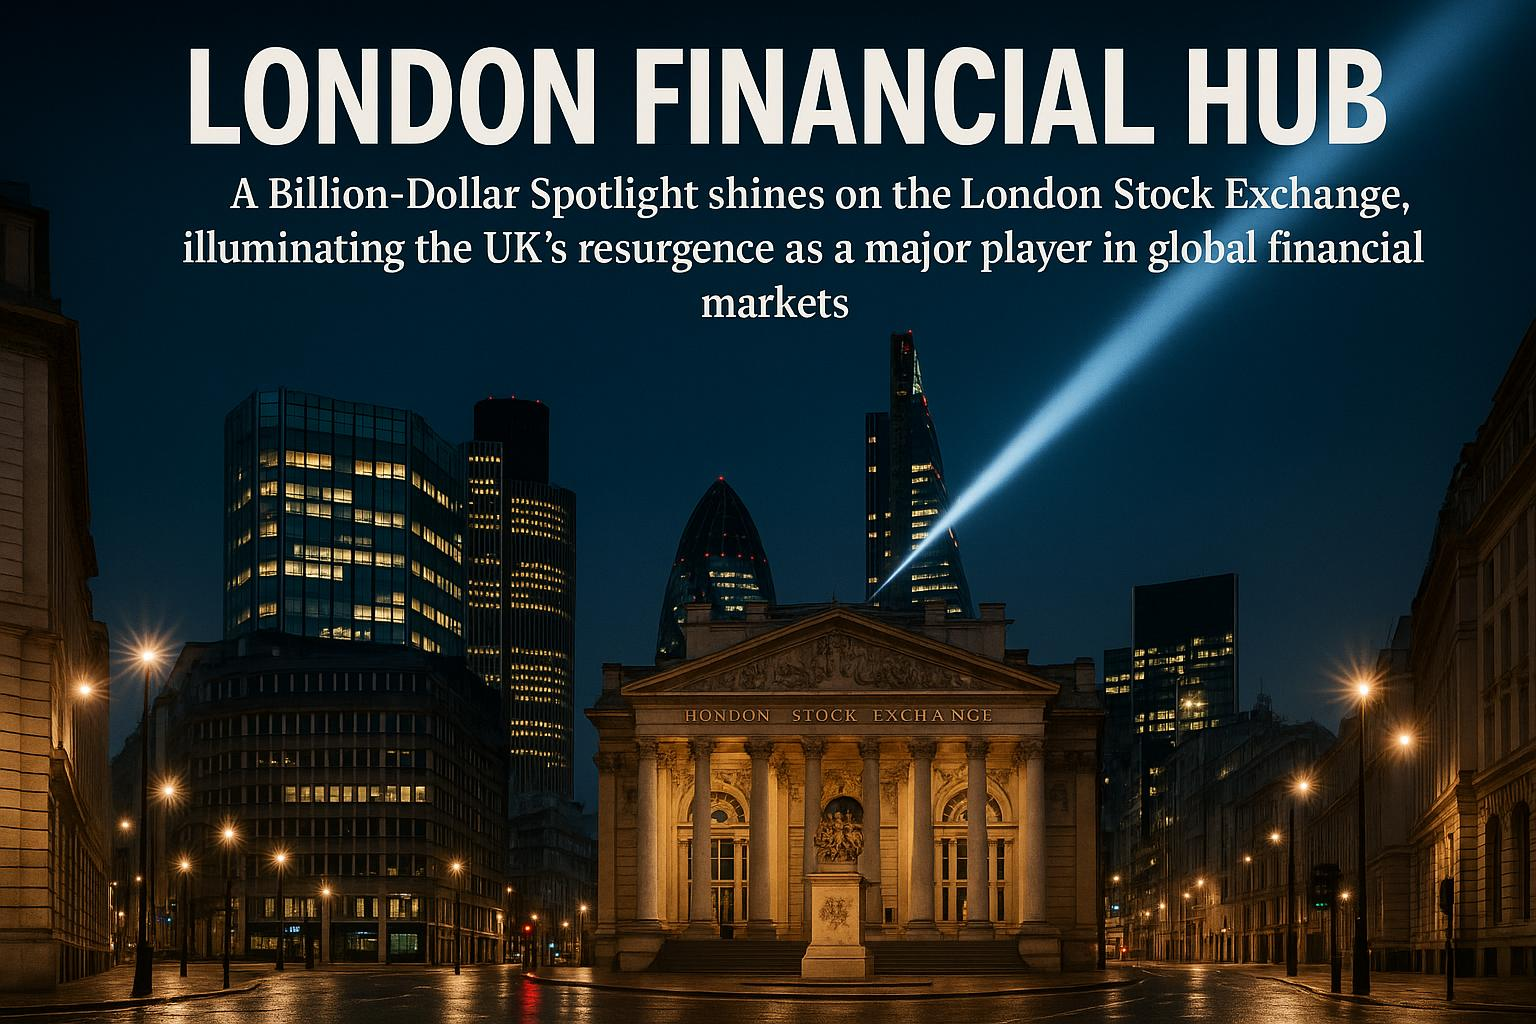 LONDON FINANCIAL HUB
A Billion-Dollar Spotlight shines on the London Stock Exchange,
illuminating the UK’s resurgence as a major player in global financial
markets
HONDON STOCK EXCHANGE